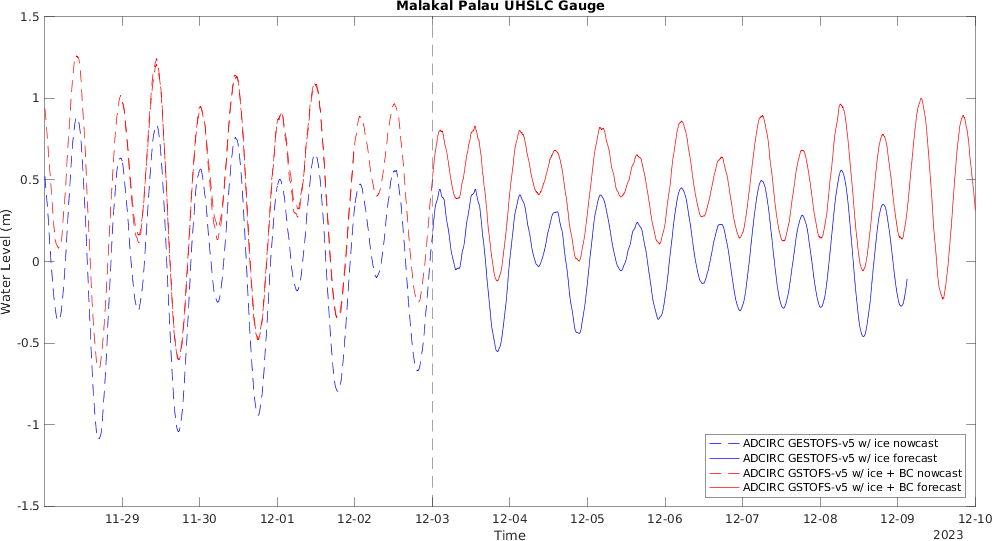 Malakal Palau UHSLC Gauge
1.5
1
0.5
0
-0.5
-1
-1.5
Water Level (m)
ADCIRC GESTOFS-v5 w/ ice nowcast
ADCIRC GESTOFS-v5 w/ ice forecast
ADCIRC GSTOFS-v5 w/ ice + BC nowcast
ADCIRC GSTOFS-v5 w/ ice + BC forecast
11-29 11-30 12-01 12-02 12-03 12-04 12-05 12-06 12-07 12-08 12-09 12-10
Time
2023